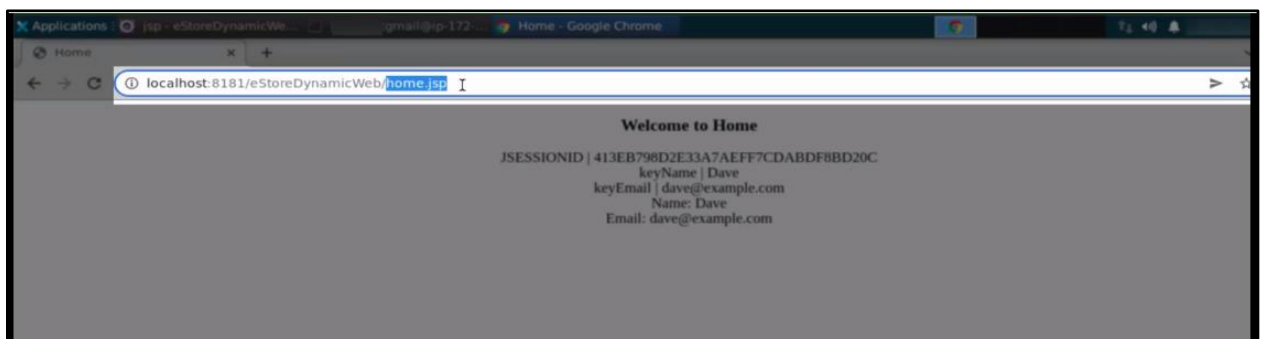 Applications : jsp - eStoreDynamicWe... :gmail@ip-172-... Home - Google Chrome
Home × +
localhost:8181/eStoreDynamicWeb/home.jsp
Welcome to Home
JSESSIONID | 413EB798D2E33A7AEFF7CDABDF8BD20C
keyName | Dave
keyEmail | dave@example.com
Name: Dave
Email: dave@example.com